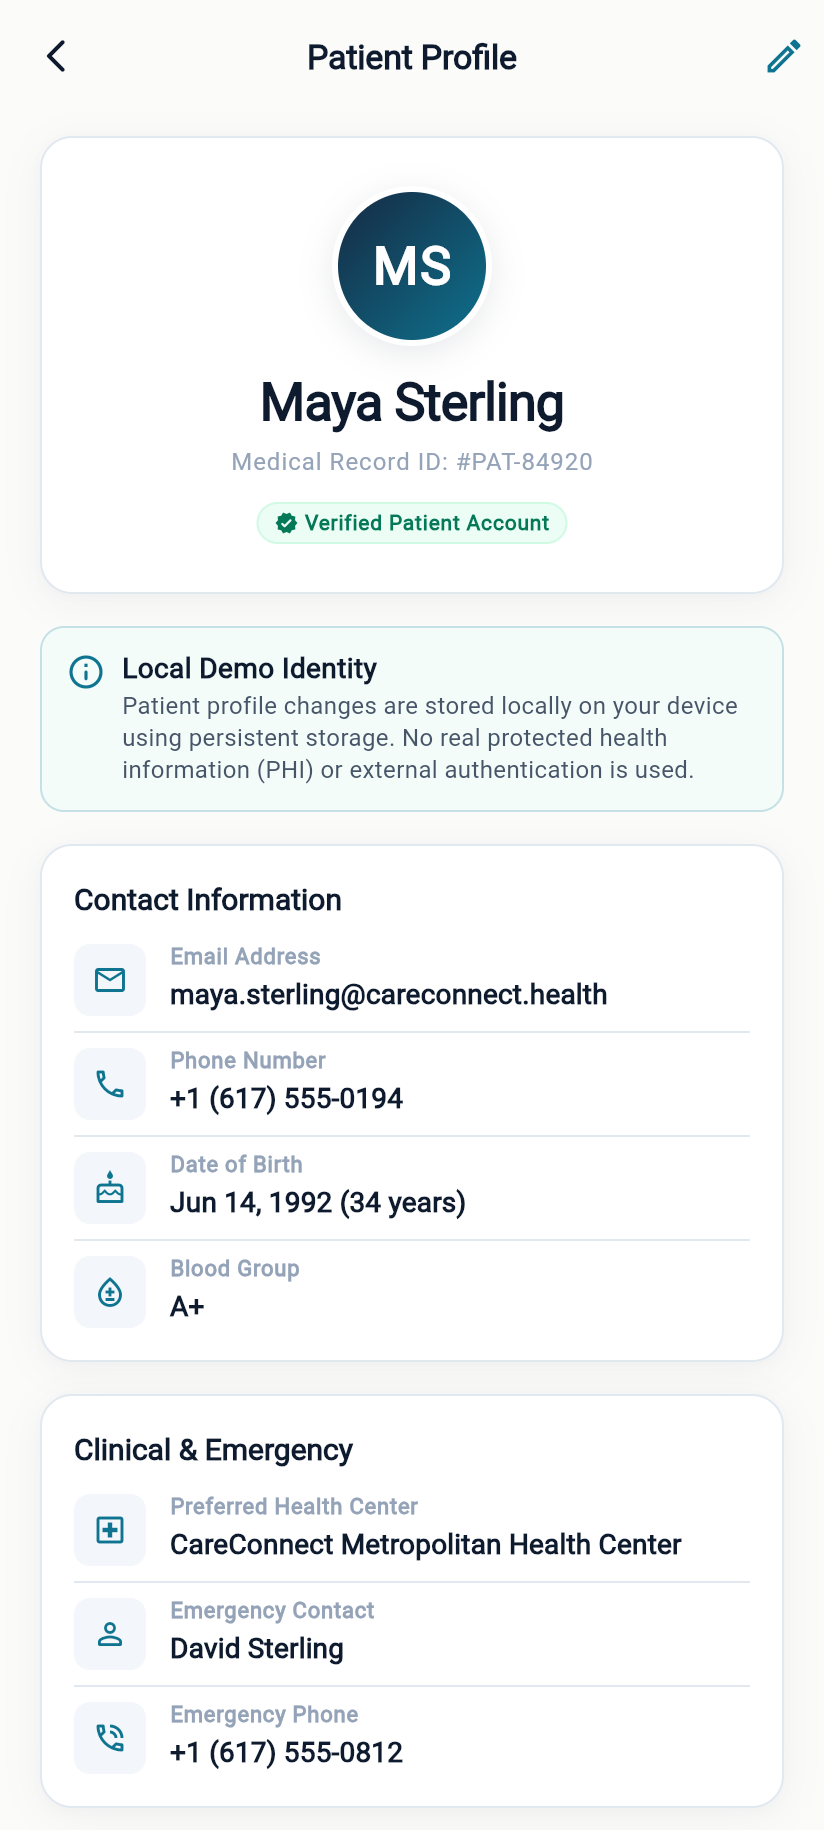 Patient Profile
MS
Maya Sterling
Medical Record ID: #PAT-84920
Verified Patient Account
Local Demo Identity
Patient profile changes are stored locally on your device
using persistent storage. No real protected health
information (PHI) or external authentication is used.
Contact Information
Email Address
maya.sterling@careconnect.health
Phone Number
+1 (617) 555-0194
Date of Birth
Jun 14, 1992 (34 years)
Blood Group
A+
Clinical & Emergency
Preferred Health Center
CareConnect Metropolitan Health Center
Emergency Contact
David Sterling
Emergency Phone
+1 (617) 555-0812